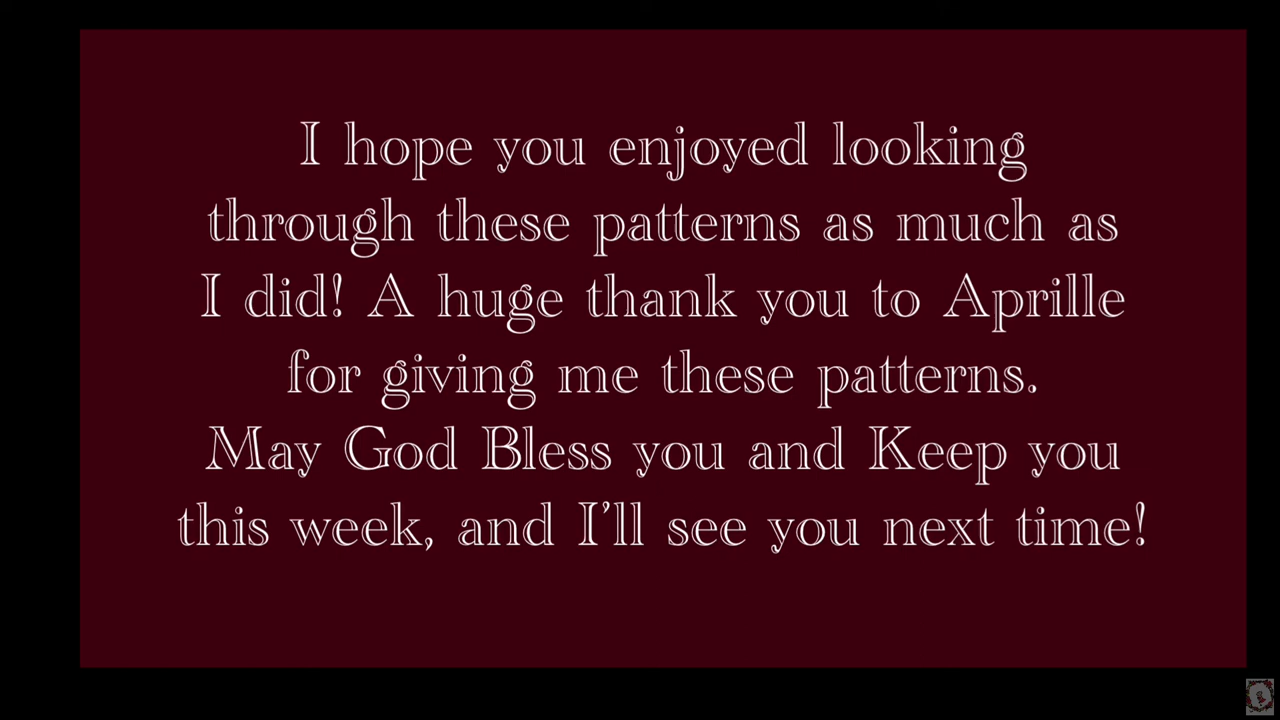 I hope you enjoyed looking
through these patterns as much as
I did! A huge thank you to Aprille
for giving me these patterns.
May God Bless you and Keep you
this week, and I'll see you next time!